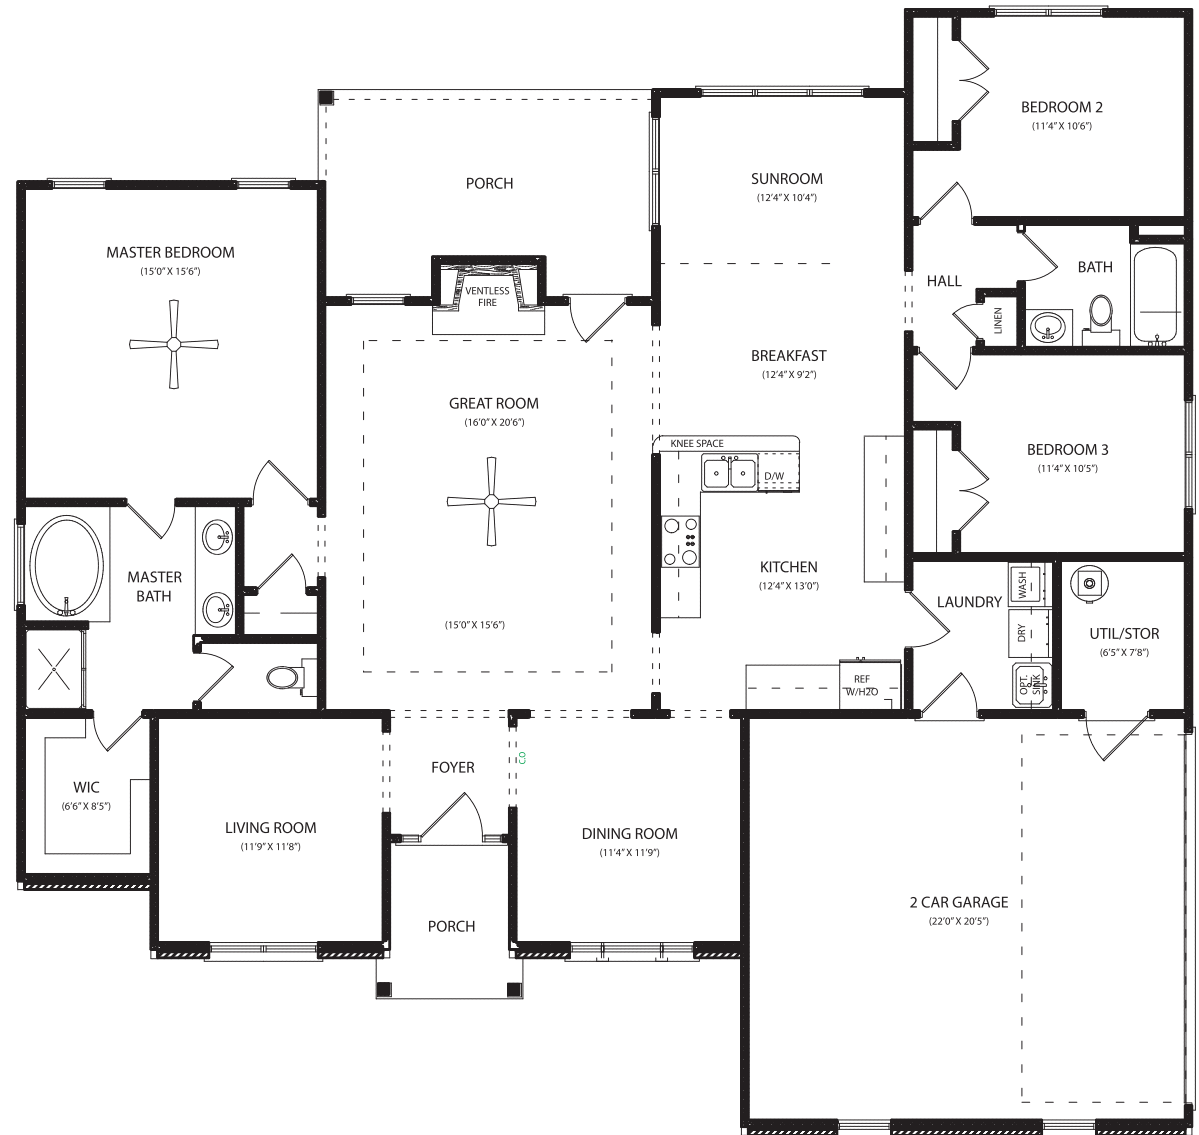 BEDROOM 2
(11'4" X 10'6")
PORCH
SUNROOM
(12'4" X 10'4")
MASTER BEDROOM
(15'0" X 15'6")
VENTLESS
FIRE
HALL
BATH
LINEN
BREAKFAST
(12'4" X 9'2")
GREAT ROOM
(16'0" X 20'6")
KNEE SPACE
D/W
BEDROOM 3
(11'4" X 10'5")
MASTER
BATH
KITCHEN
(12'4" X 13'0")
LAUNDRY
WASH
DRY
OPT.
SINK
UTIL/STOR
(6'5" X 7'8")
(15'0" X 15'6")
REF
W/H2O
WIC
(6'6" X 8'5")
FOYER
CO
LIVING ROOM
(11'9" X 11'8")
DINING ROOM
(11'4" X 11'9")
PORCH
2 CAR GARAGE
(22'0" X 20'5")